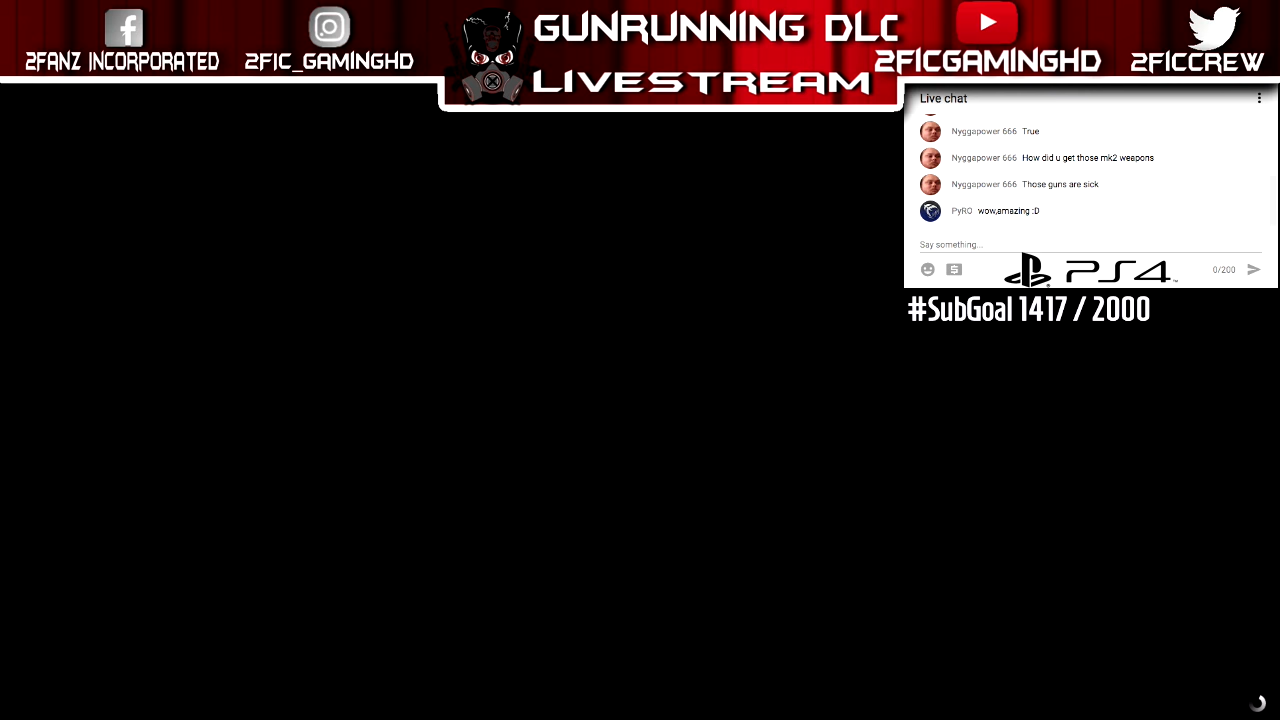 GUNRUNNING DLC
LIVESTREAM
2FANZ INCORPORATED
2FIC_GAMINGHD
2FICGAMINGHD
2FICCREW
Live chat
Nyggapower 666 True
Nyggapower 666 How did u get those mk2 weapons
Nyggapower 666 Those guns are sick
PyRO wow,amazing :D
Say something...
PS4™
0/200
#SubGoal 1417 / 2000